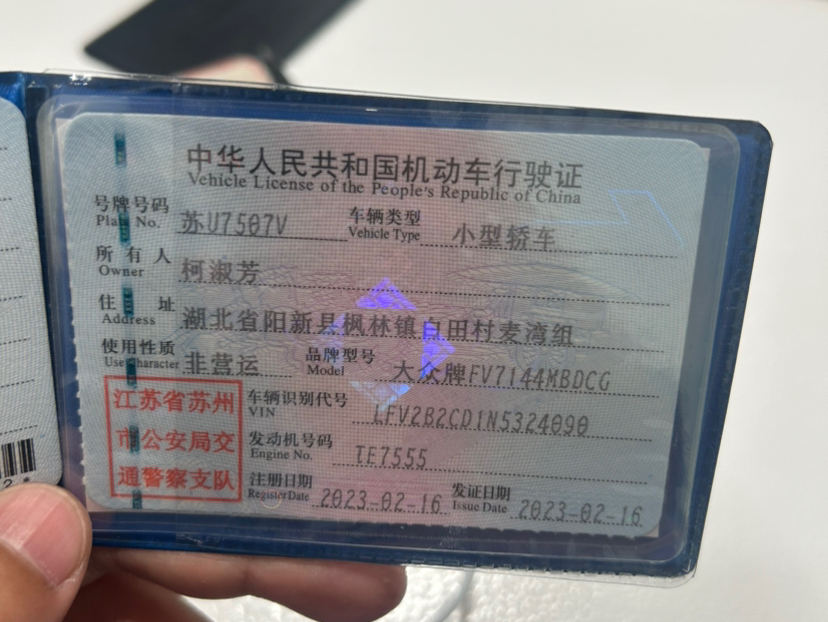 中华人民共和国机动车行驶证
Vehicle License of the People's Republic of China
号牌号码 苏U7507V 车辆类型 小型轿车
Plate No. Vehicle Type
所有人 柯淑芳
Owner
住址 湖北省阳新县枫林镇白田村麦湾组
Address
使用性质 非营运 品牌型号 大众牌FV7144MBDCG
Use Character Model
江苏省苏州
市公安局交
通警察支队
车辆识别代号 LFV2B2CD1N5324090
VIN
发动机号码 TE7555
Engine No.
注册日期 2023-02-16 发证日期 2023-02-16
Register Date Issue Date